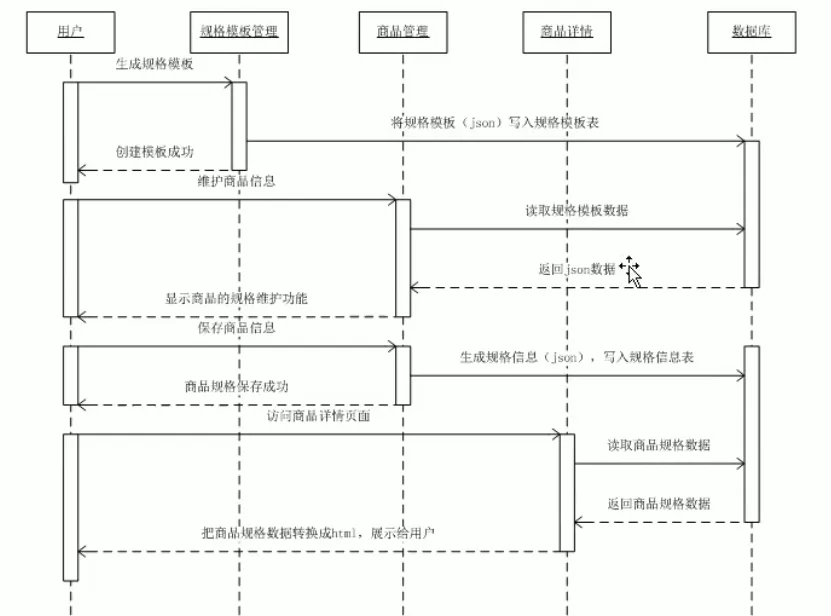 用户
规格模板管理
商品管理
商品详情
数据库
生成规格模板
将规格模板（json）写入规格模板表
创建模板成功
维护商品信息
读取规格模板数据
返回json数据
显示商品的规格维护功能
保存商品信息
生成规格信息（json），写入规格信息表
商品规格保存成功
访问商品详情页面
读取商品规格数据
返回商品规格数据
把商品规格数据转换成html，展示给用户